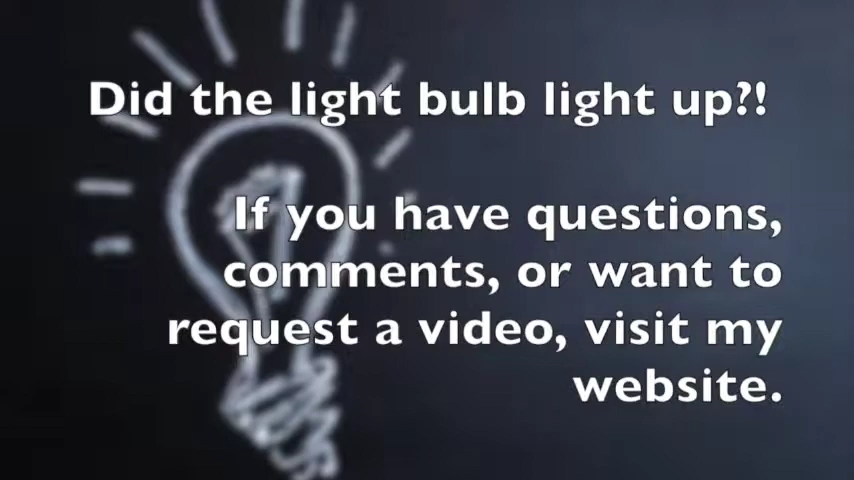 Did the light bulb light up?!
If you have questions,
comments, or want to
request a video, visit my
website.